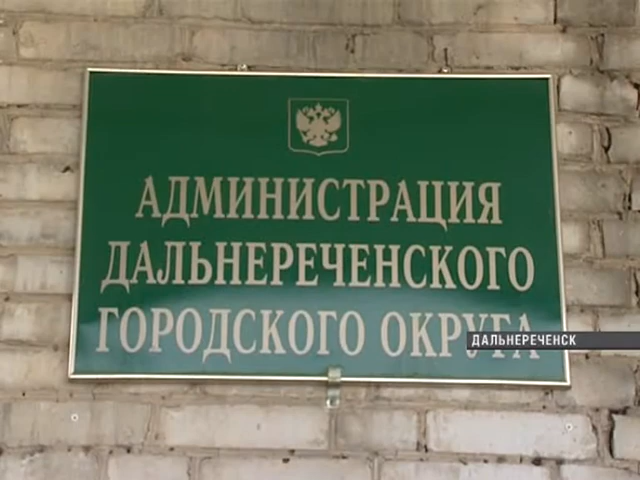 АДМИНИСТРАЦИЯ
ДАЛЬНЕРЕЧЕНСКОГО
ГОРОДСКОГО ОКРУГА
ДАЛЬНЕРЕЧЕНСК